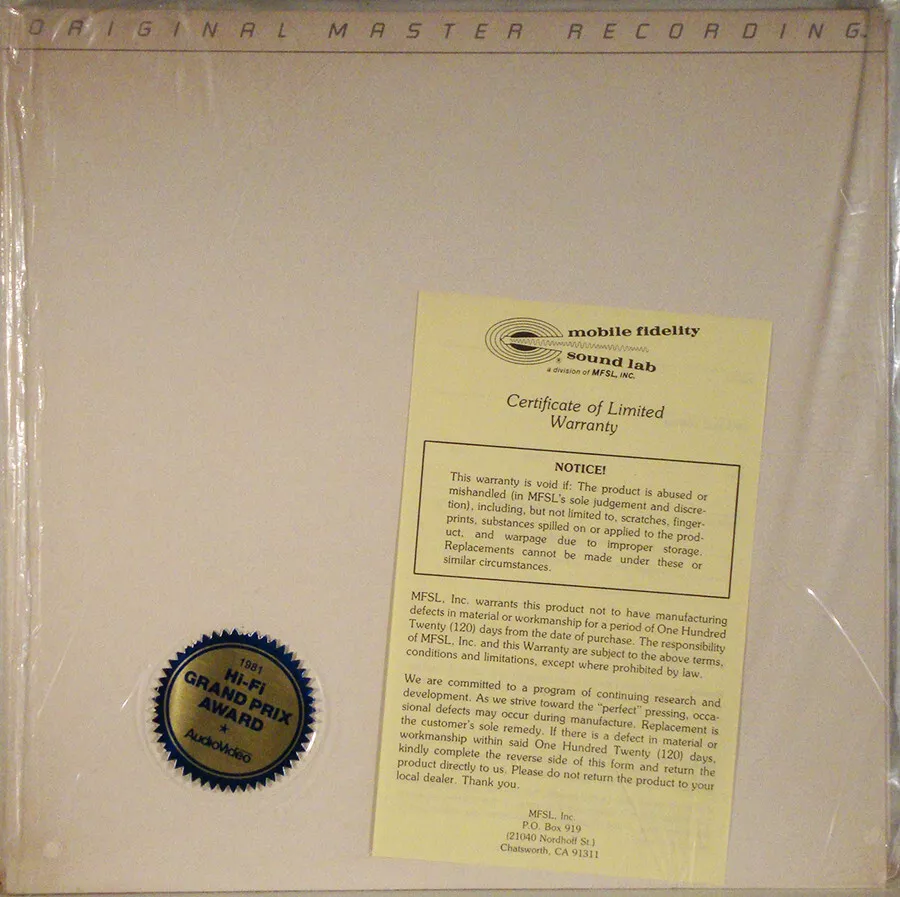 ORIGINAL MASTER RECORDING.
mobile fidelity
sound lab
a division of MFSL, INC.
Certificate of Limited
Warranty
NOTICE!
This warranty is void if: The product is abused or
mishandled (in MFSL's sole judgement and discre-
tion), including, but not limited to, scratches, finger-
prints, substances spilled on or applied to the prod-
uct, and warpage due to improper storage.
Replacements cannot be made under these or
similar circumstances.
MFSL, Inc. warrants this product not to have manufacturing
defects in material or workmanship for a period of One Hundred
Twenty (120) days from the date of purchase. The responsibility
of MFSL, Inc. and this Warranty are subject to the above terms,
conditions and limitations, except where prohibited by law.
We are committed to a program of continuing research and
development. As we strive toward the "perfect" pressing, occa-
sional defects may occur during manufacture. Replacement is
the customer's sole remedy. If there is a defect in material or
workmanship within said One Hundred Twenty (120) days,
kindly complete the reverse side of this form and return the
product directly to us. Please do not return the product to your
local dealer. Thank you.
MFSL, Inc.
P.O. Box 919
(21040 Nordhoff St.)
Chatsworth, CA 91311
1981
Hi-Fi
GRAND PRIX
AWARD
AudioVideo